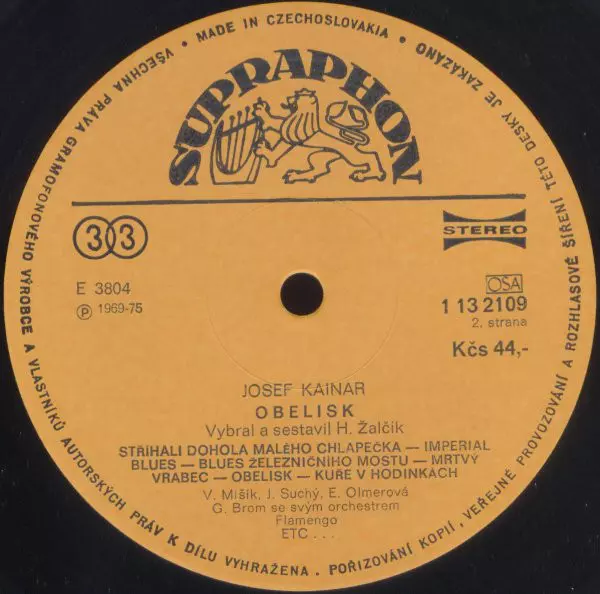 VŠECHNA PRÁVA GRAMOFONOVÉHO VÝROBCE A VLASTNÍKŮ AUTORSKÝCH PRÁV K DÍLU VYHRAŽENA. POŘIZOVÁNÍ KOPIÍ, VEŘEJNÉ PROVOZOVÁNÍ A ROZHLASOVÉ ŠÍŘENÍ TÉTO DESKY JE ZAKÁZÁNO • MADE IN CZECHOSLOVAKIA •
SUPRAPHON
33
STEREO
E 3804
Ⓟ 1969-75
OSA
1 13 2109
2. strana
Kčs 44,-
JOSEF KAINAR
OBELISK
Vybral a sestavil H. Žalčík
STŘÍHALI DOHOLA MALÉHO CHLAPEČKA — IMPERIAL
BLUES — BLUES ŽELEZNIČNÍHO MOSTU — MRTVÝ
VRABEC — OBELISK — KUŘE V HODINKÁCH
V. Mišík, J. Suchý, E. Olmerová
G. Brom se svým orchestrem
Flamengo
ETC . . .